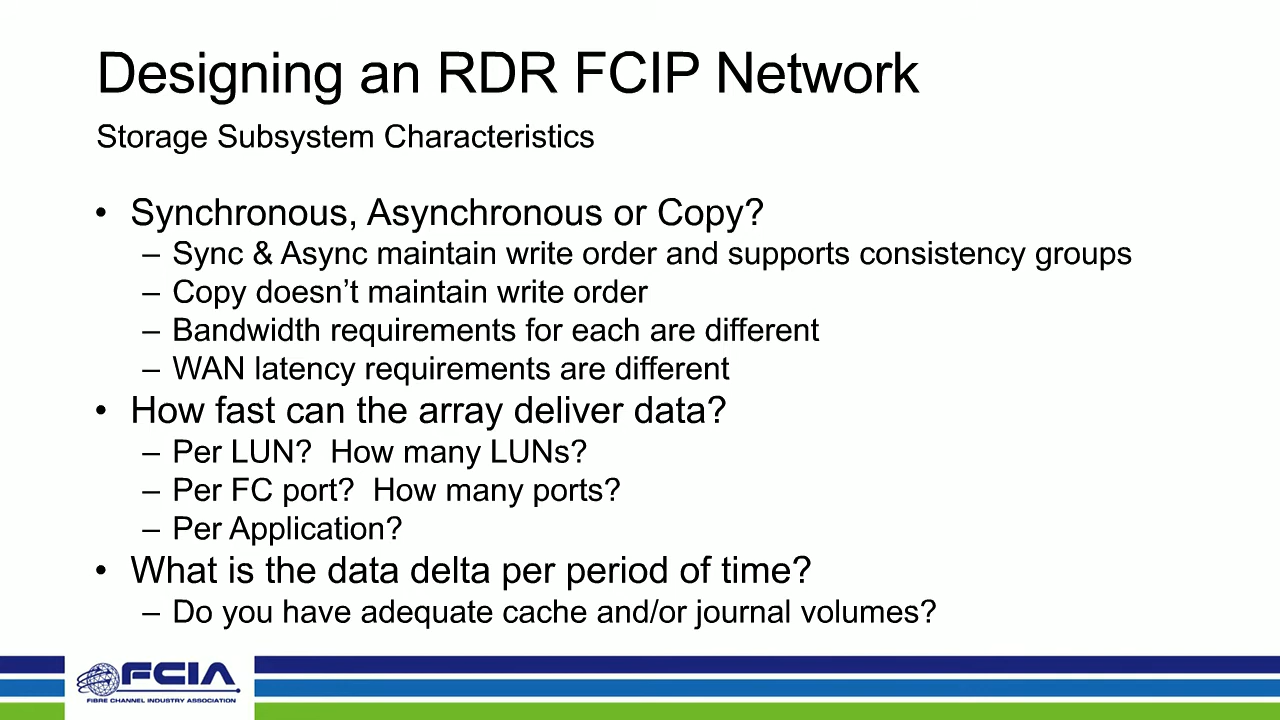 Designing an RDR FCIP Network
Storage Subsystem Characteristics
• Synchronous, Asynchronous or Copy?
– Sync & Async maintain write order and supports consistency groups
– Copy doesn’t maintain write order
– Bandwidth requirements for each are different
– WAN latency requirements are different
• How fast can the array deliver data?
– Per LUN?  How many LUNs?
– Per FC port?  How many ports?
– Per Application?
• What is the data delta per period of time?
– Do you have adequate cache and/or journal volumes?
FCIA
FIBRE CHANNEL INDUSTRY ASSOCIATION